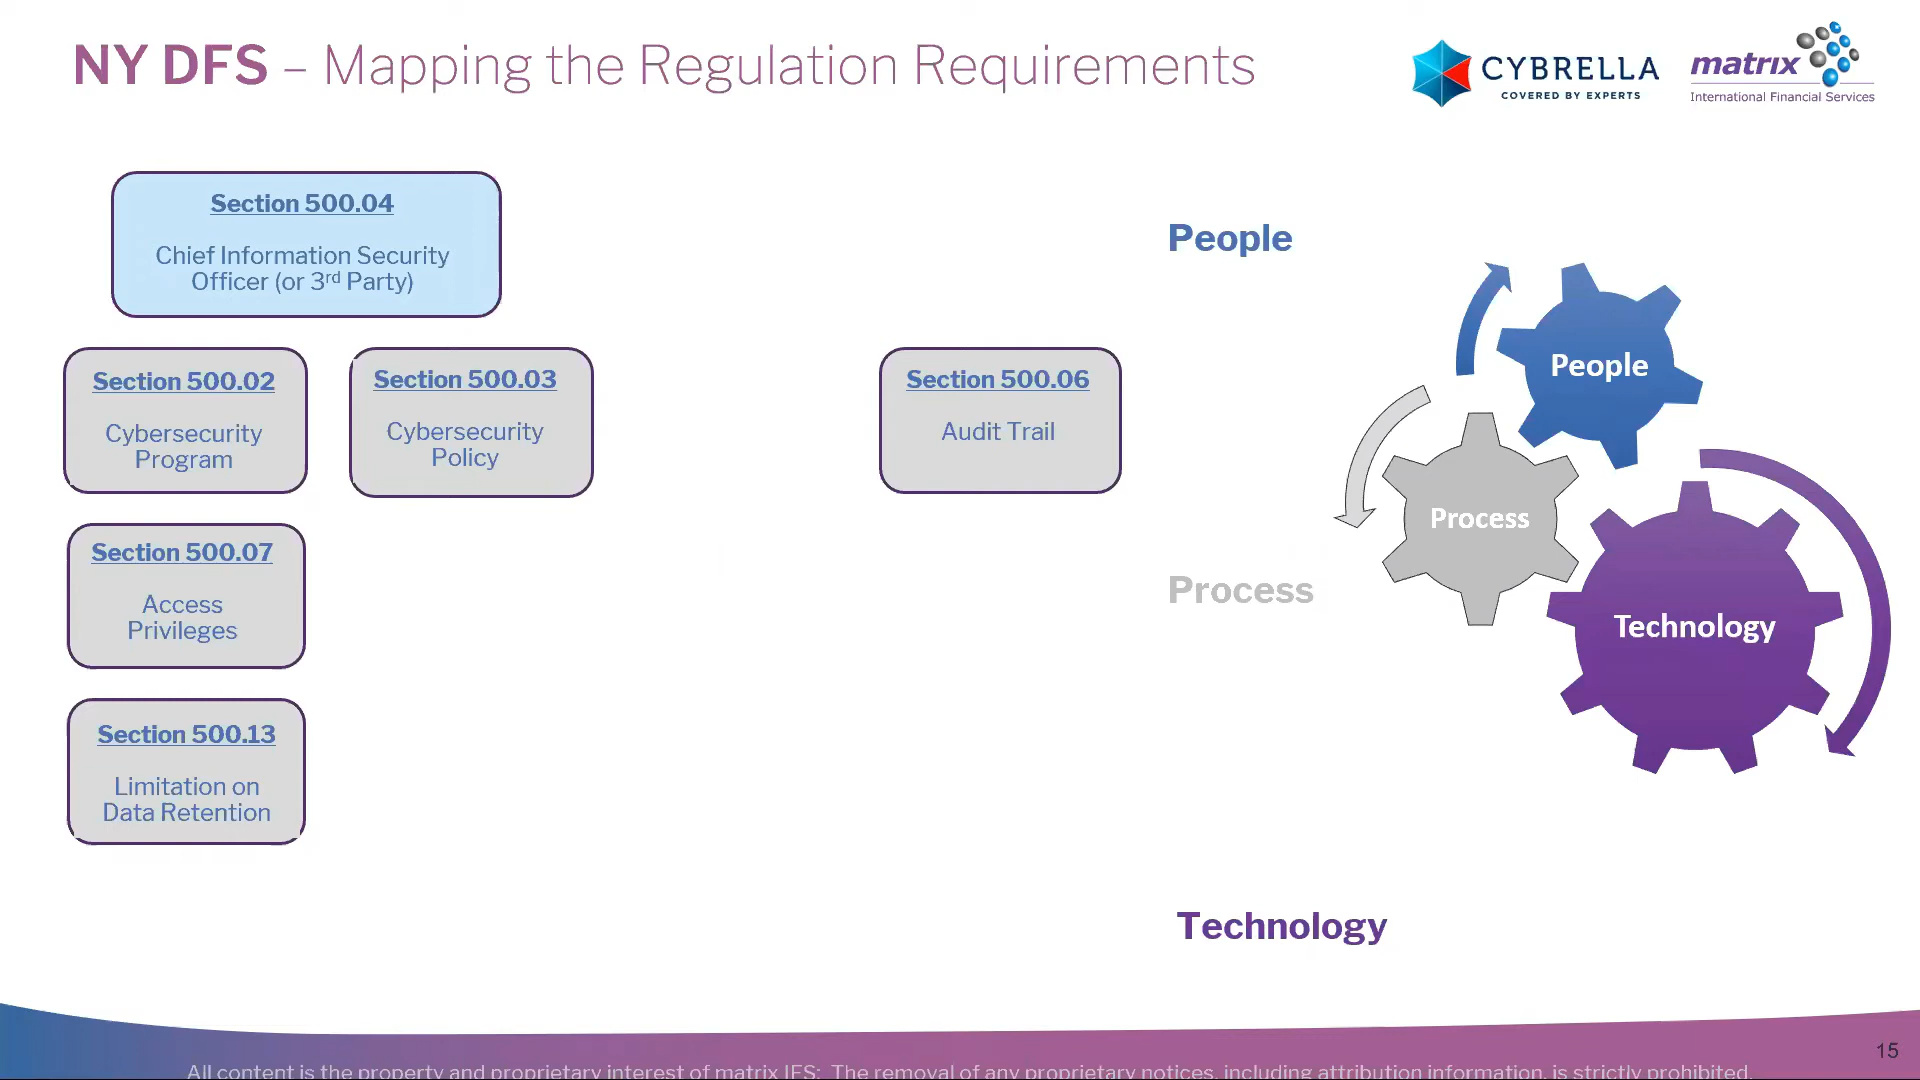 NY DFS – Mapping the Regulation Requirements
CYBRELLA
COVERED BY EXPERTS
matrix
International Financial Services
Section 500.04
Chief Information Security
Officer (or 3rd Party)
People
Section 500.02
Cybersecurity
Program
Section 500.03
Cybersecurity
Policy
Section 500.06
Audit Trail
Section 500.07
Access
Privileges
Process
Section 500.13
Limitation on
Data Retention
Technology
People
Process
Technology
15
All content is the property and proprietary interest of matrix IFS; The removal of any proprietary notices, including attribution information, is strictly prohibited.